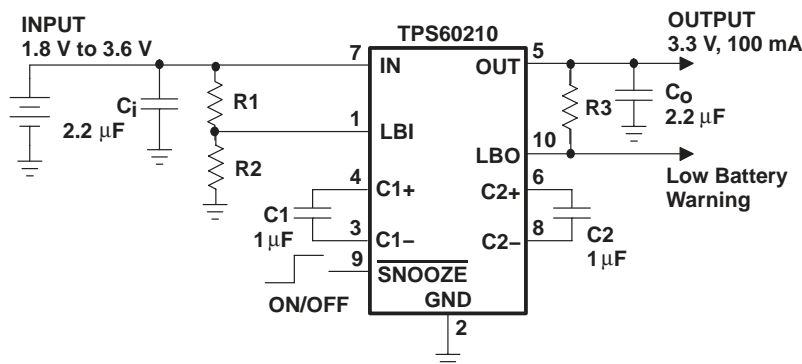 INPUT
1.8 V to 3.6 V
TPS60210
OUTPUT
3.3 V, 100 mA
7
IN
OUT
5
Ci
2.2 µF
R1
R2
1
LBI
R3
Co
2.2 µF
10
LBO
Low Battery
Warning
4
C1+
C2+
6
C1
1 µF
3
C1−
C2−
8
C2
1 µF
9
SNOOZE
ON/OFF
GND
2